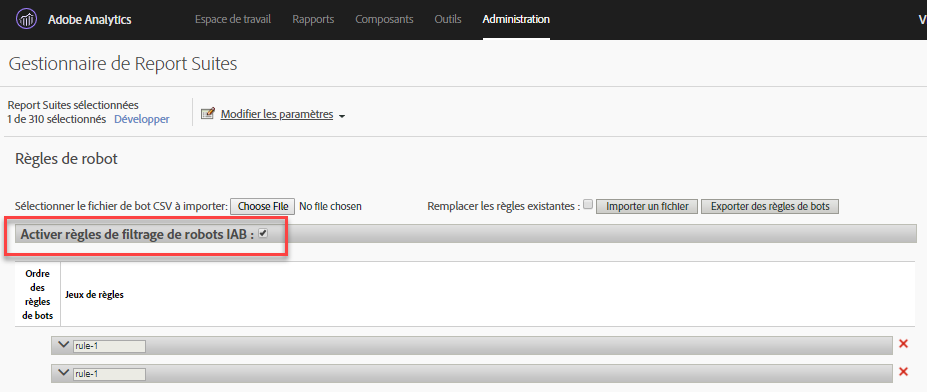 Adobe Analytics Espace de travail Rapports Composants Outils Administration V
Gestionnaire de Report Suites
Report Suites sélectionnées
1 de 310 sélectionnés Développer Modifier les paramètres
Règles de robot
Sélectionner le fichier de bot CSV à importer: Choose File No file chosen Remplacer les règles existantes : Importer un fichier Exporter des règles de bots
Activer règles de filtrage de robots IAB :
Ordre
des
règles
de bots
Jeux de règles
rule-1
rule-1